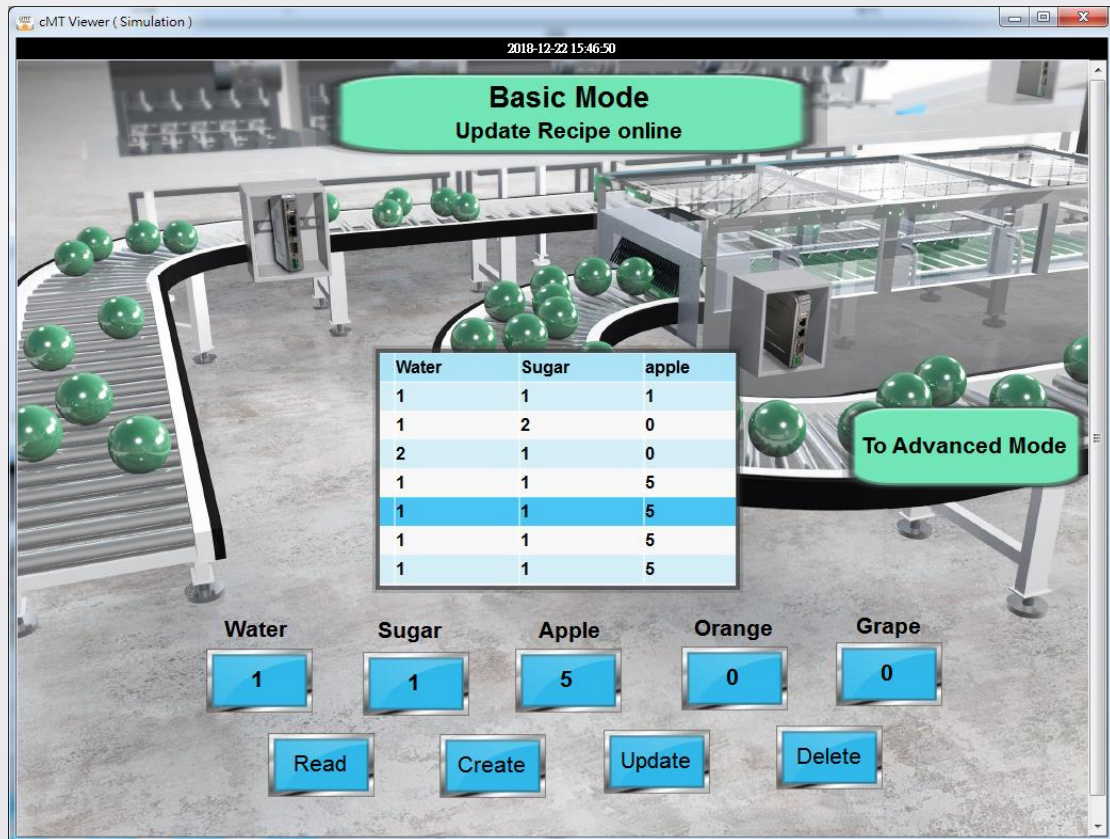 cMT Viewer ( Simulation )
2018-12-22 15:46:50
Basic Mode
Update Recipe online
Water Sugar apple
1 1 1
1 2 0
2 1 0
1 1 5
1 1 5
1 1 5
1 1 5
To Advanced Mode
Water Sugar Apple Orange Grape
1 1 5 0 0
Read Create Update Delete